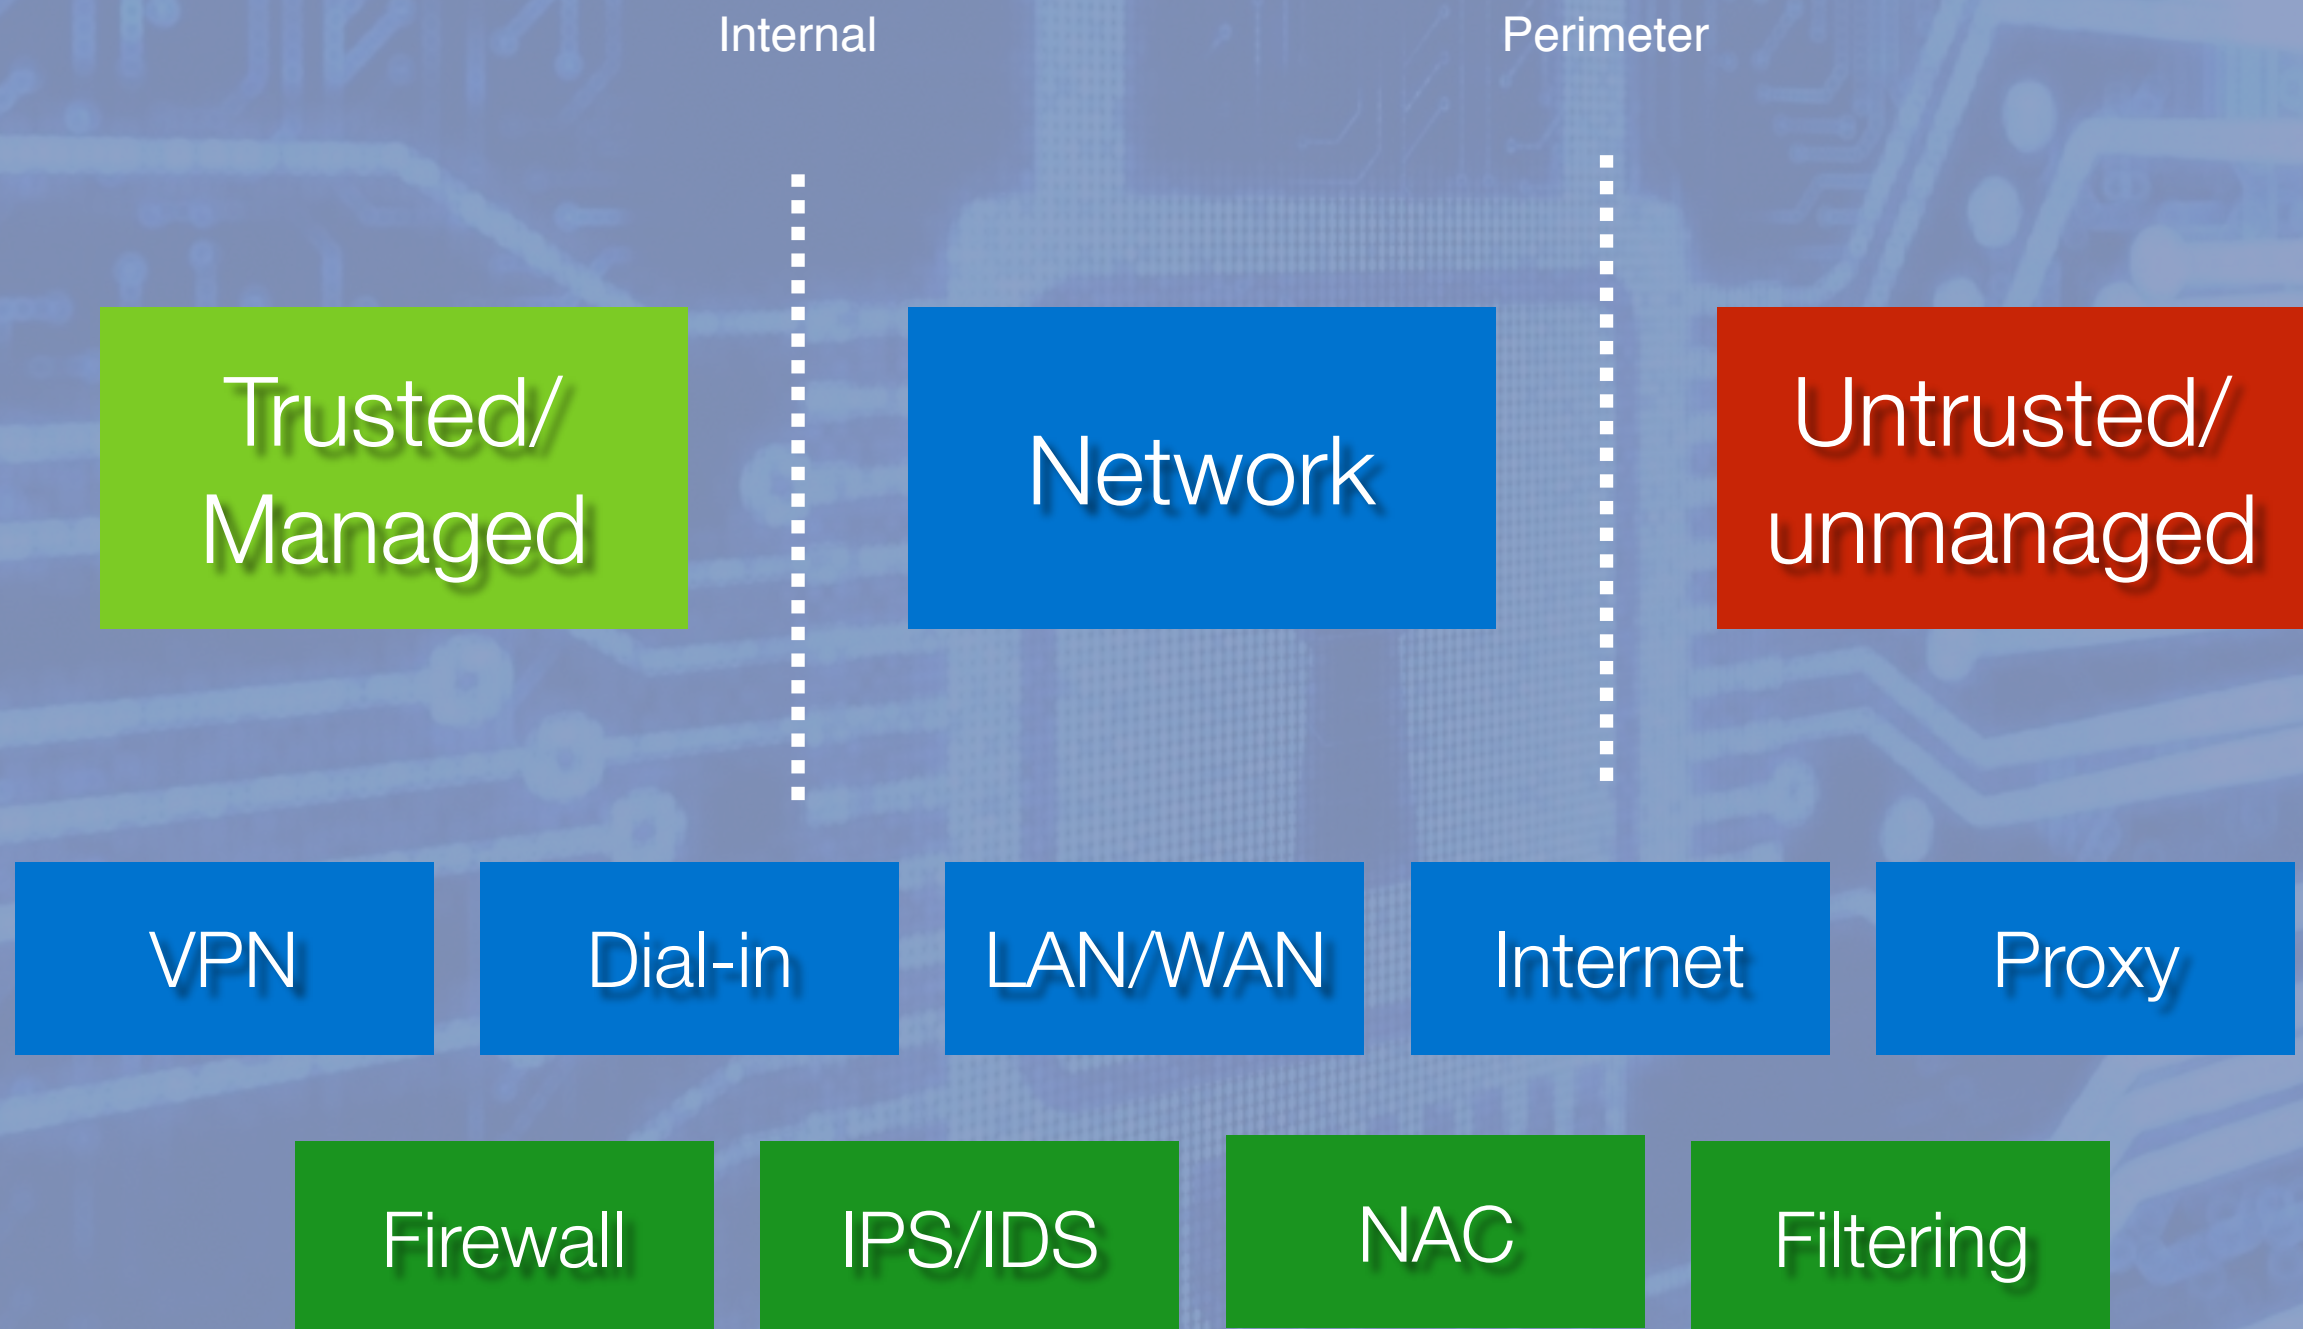 Internal
Perimeter
Trusted/
Managed
Network
Untrusted/
unmanaged
VPN
Dial-in
LAN/WAN
Internet
Proxy
Firewall
IPS/IDS
NAC
Filtering